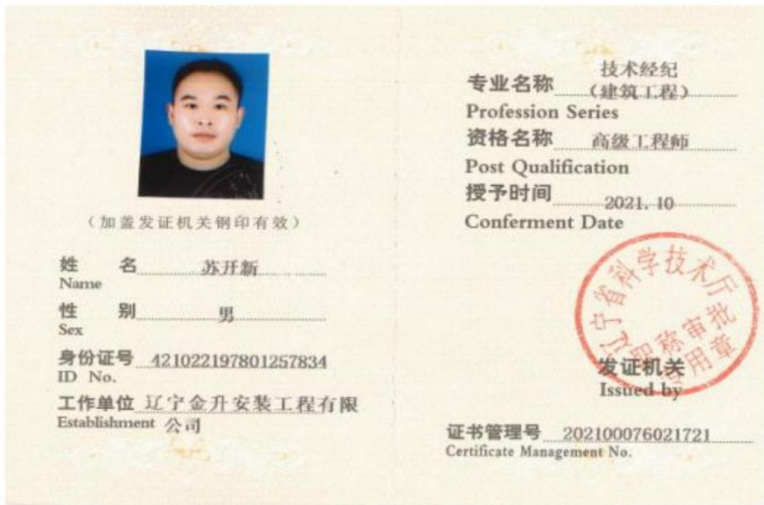 （加盖发证机关钢印有效）
姓 名 苏开新
Name
性 别 男
Sex
身份证号 421022197801257834
ID No.
工作单位 辽宁金升安装工程有限
Establishment 公司
技术经纪
专业名称 （建筑工程）
Profession Series
资格名称 高级工程师
Post Qualification
授予时间 2021.10
Conferment Date
辽宁省科学技术厅
职称审批
专用章
发证机关
Issued by
证书管理号 202100076021721
Certificate Management No.